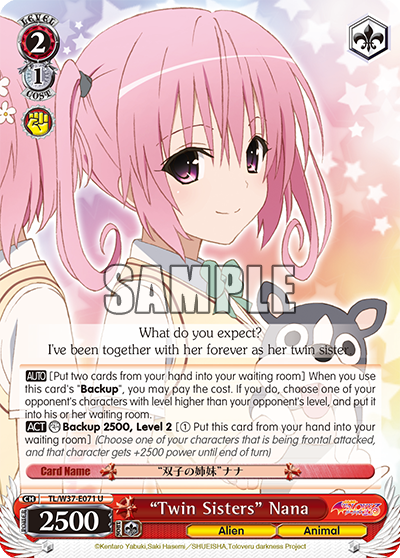 LEVEL
2
1
COST
SAMPLE
What do you expect?
I've been together with her forever as her twin sister.
AUTO [Put two cards from your hand into your waiting room] When you use
this card's "Backup", you may pay the cost. If you do, choose one of your
opponent's characters with level higher than your opponent's level, and put it
into his or her waiting room.
ACT Backup 2500, Level 2 [① Put this card from your hand into your
waiting room] (Choose one of your characters that is being frontal attacked,
and that character gets +2500 power until end of turn)
Card Name
"双子の姉妹"ナナ
CH TL/W37-E071 U
POWER
2500
SOUL
"Twin Sisters" Nana
Alien
Animal
©Kentaro Yabuki,Saki Hasemi／SHUEISHA,Toloveru darkness Project